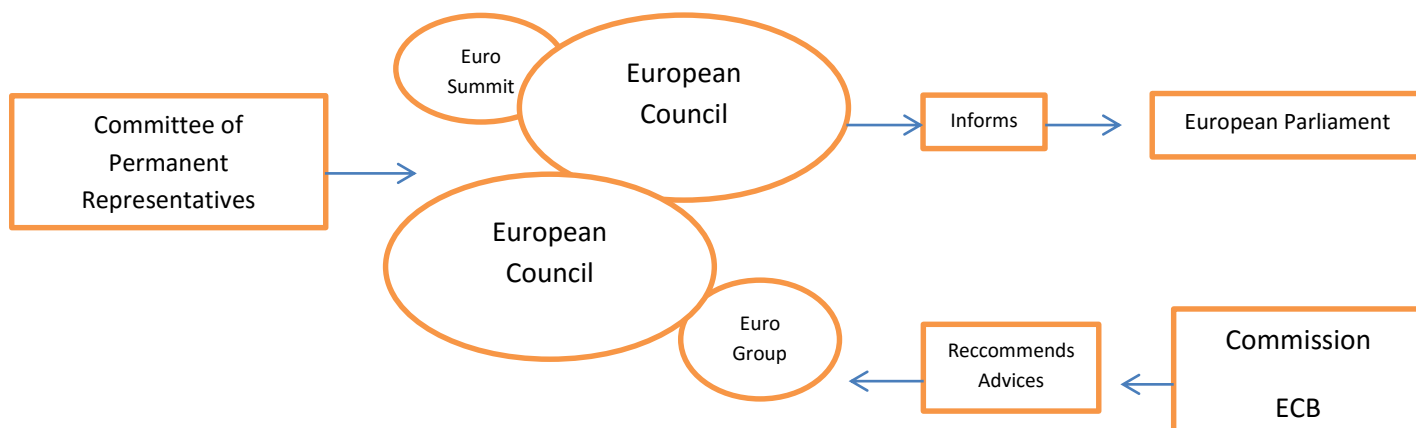 Euro
Summit
European
Council
Committee of
Permanent
Representatives
Informs
European Parliament
European
Council
Euro
Group
Reccommends
Advices
Commission
ECB